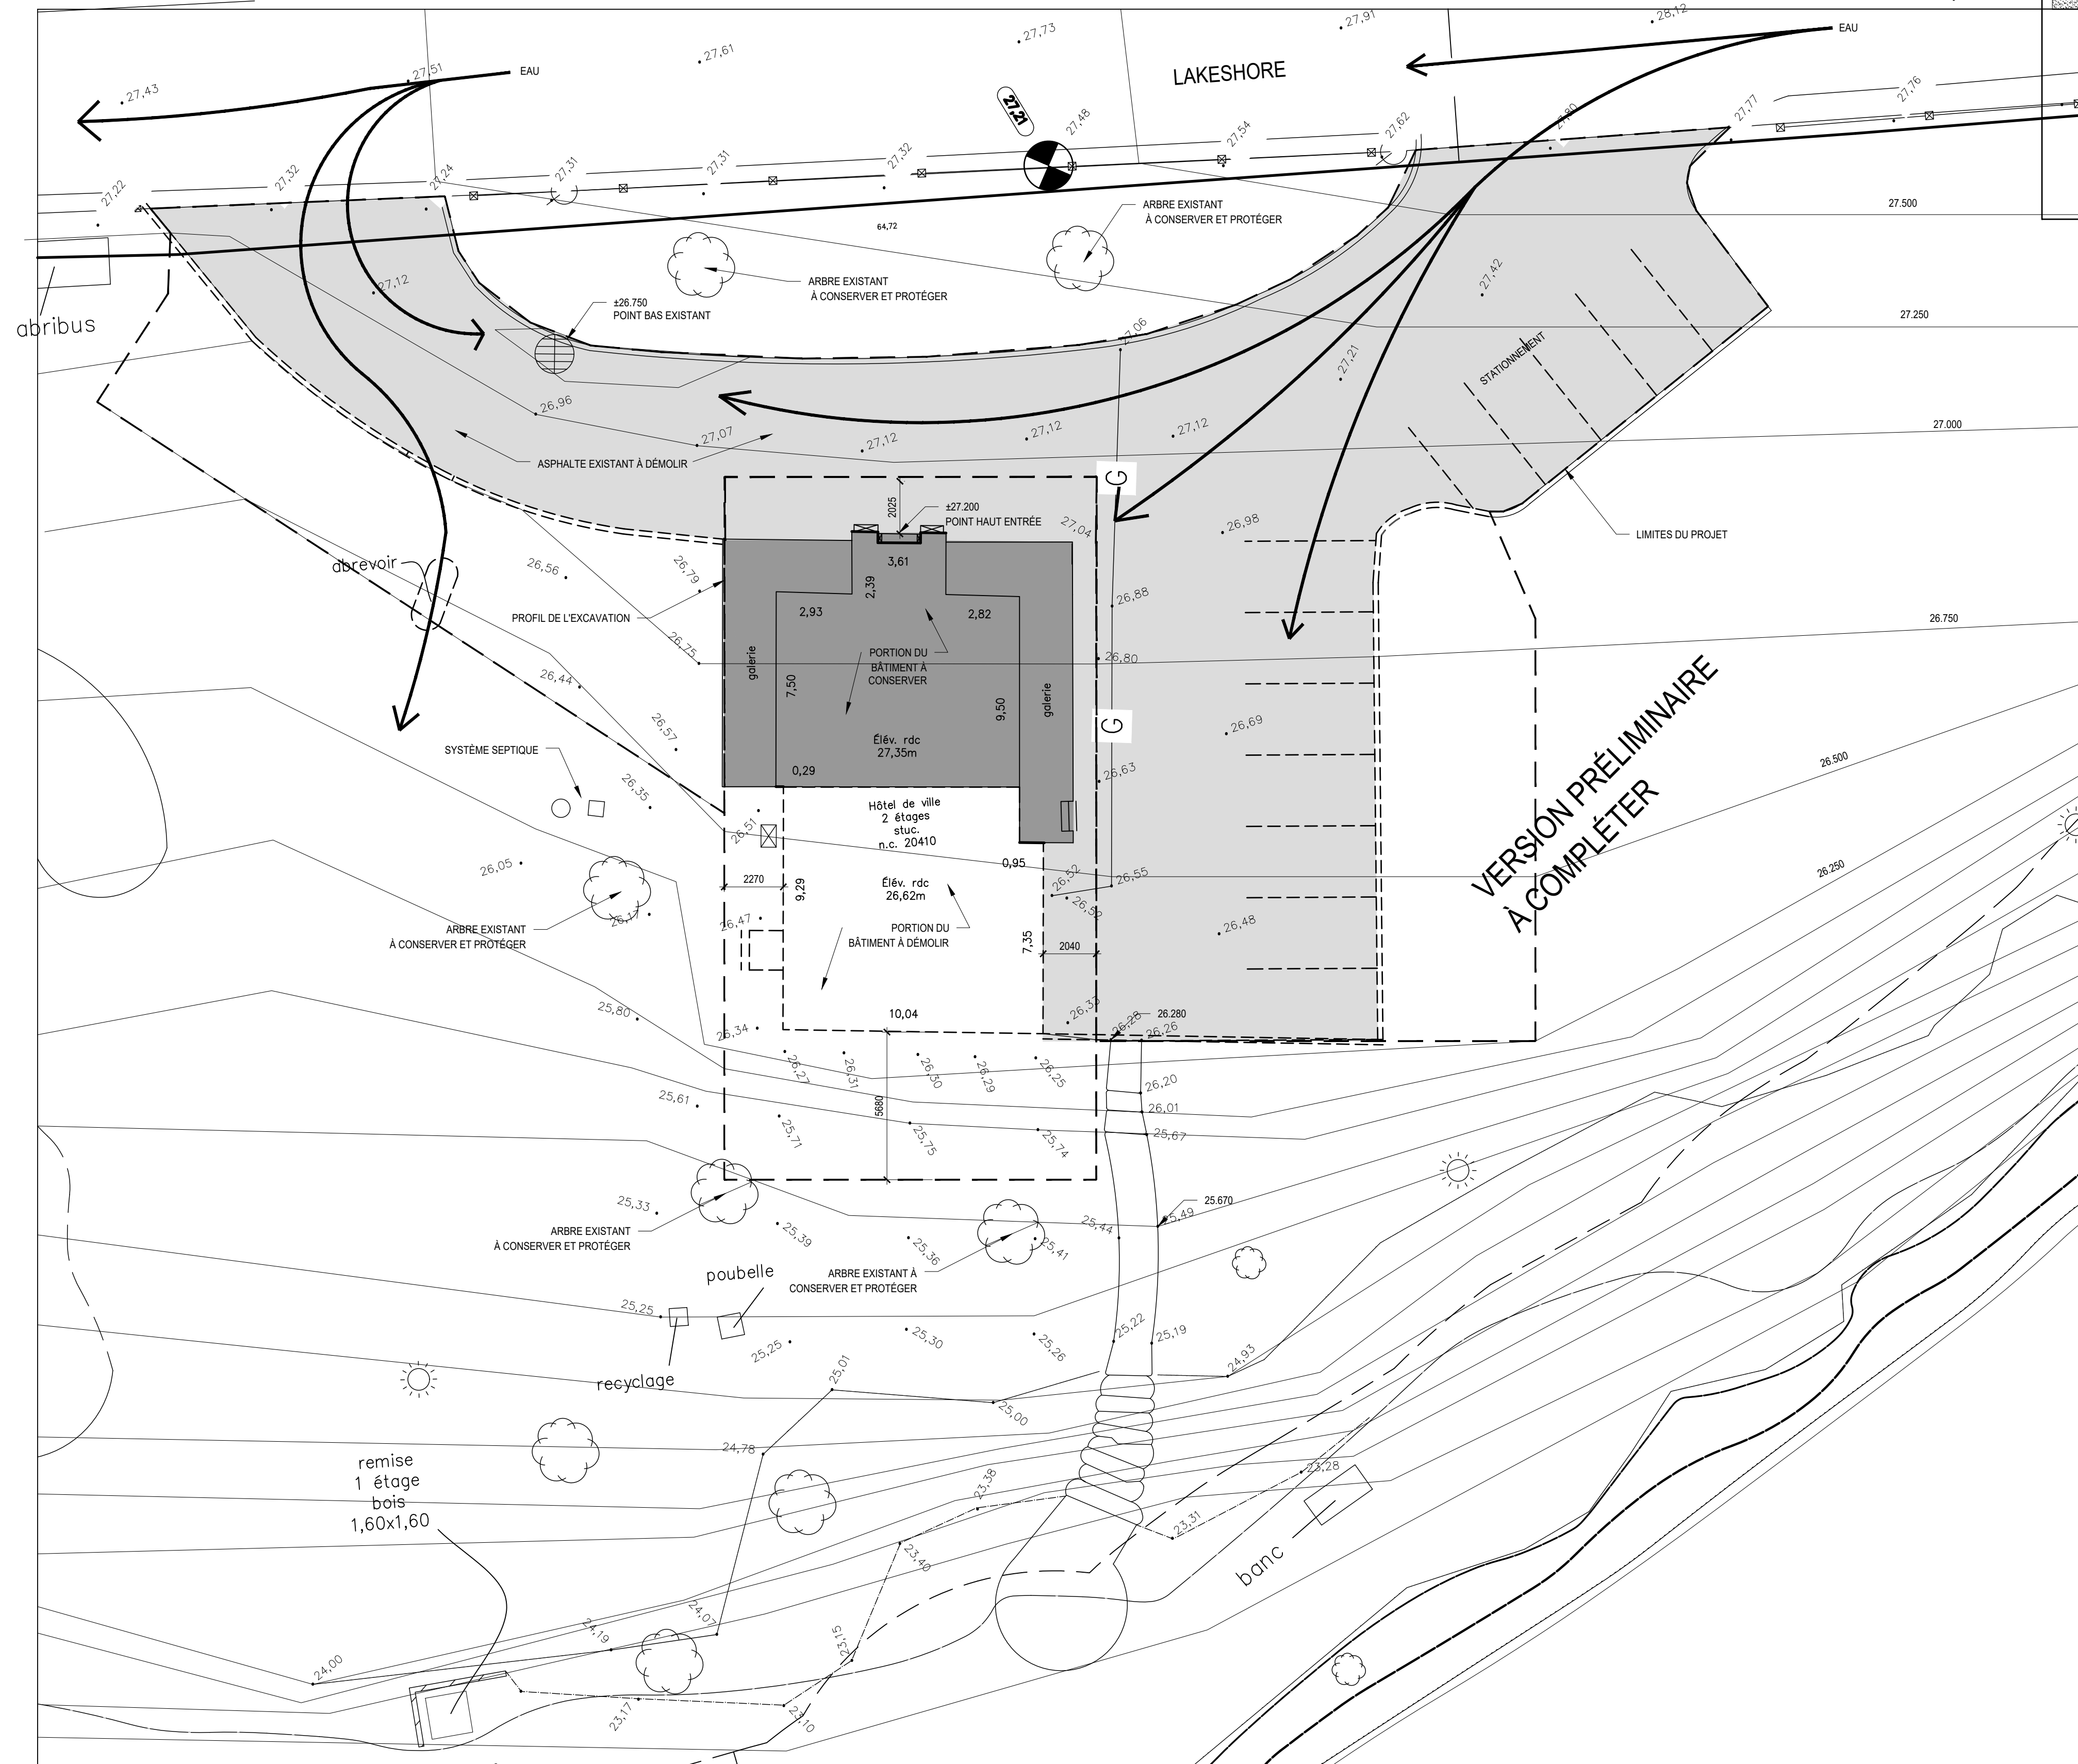 28,12
27,91
EAU
27,73
27,61
LAKESHORE
27,51
EAU
27,43
27,76
27,77
27,80
27,62
27,54
27,48
27.21
27,32
27,31
27,31
27,24
27,32
27,22
27.500
ARBRE EXISTANT
À CONSERVER ET PROTÉGER
64,72
27,42
27,12
ARBRE EXISTANT
À CONSERVER ET PROTÉGER
±26.750
POINT BAS EXISTANT
27.250
abribus
27,06
27,21
STATIONNEMENT
26,96
27.000
27,07
27,12
27,12
27,12
ASPHALTE EXISTANT À DÉMOLIR
G
2025
±27.200
POINT HAUT ENTRÉE
27,04
26,98
LIMITES DU PROJET
abrevoir
26,56
26,79
3,61
2,39
26,88
PROFIL DE L'EXCAVATION
2,93
2,82
26.750
26,75
galerie
PORTION DU
BÂTIMENT À
CONSERVER
26,80
26,44
7,50
galerie
9,50
26,57
G
26,69
VERSION PRÉLIMINAIRE
À COMPLÉTER
SYSTÈME SEPTIQUE
Élév. rdc
27,35m
0,29
26,63
26.500
26,35
26,51
Hôtel de ville
2 étages
stuc.
n.c. 20410
26,05
0,95
26,52
26,55
26.250
2270
9,29
Élév. rdc
26,62m
26,52
26,17
26,47
26,48
ARBRE EXISTANT
À CONSERVER ET PROTÉGER
PORTION DU
BÂTIMENT À DÉMOLIR
7,35
2040
25,80
26,34
10,04
26,33
26,28
26.280
26,26
26,27
26,31
26,30
26,29
26,25
26,20
25,61
5680
26,01
25,71
25,75
25,74
25,67
25,33
25.670
25,49
25,44
ARBRE EXISTANT
À CONSERVER ET PROTÉGER
25,39
25,36
25,41
poubelle
ARBRE EXISTANT À
CONSERVER ET PROTÉGER
25,25
25,25
25,30
25,26
25,22
25,19
recyclage
25,01
24,93
25,00
24,78
remise
1 étage
bois
1,60x1,60
23,38
23,28
23,31
23,40
banc
24,07
24,19
23,15
24,00
23,17
23,10